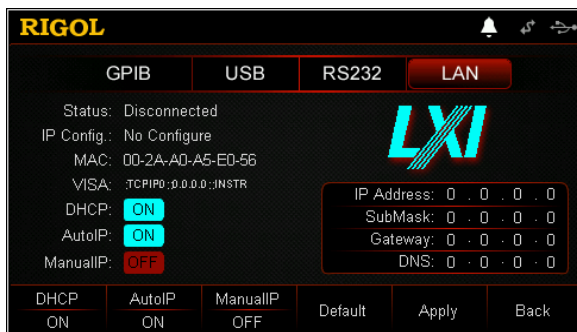 RIGOL
GPIB USB RS232 LAN
Status: Disconnected
IP Config.: No Configure
MAC: 00-2A-A0-A5-E0-56
VISA: :TCPIP0::0.0.0.0::INSTR
DHCP: ON
AutoIP: ON
ManualIP: OFF
LXI
IP Address: 0 . 0 . 0 . 0
SubMask: 0 . 0 . 0 . 0
Gateway: 0 . 0 . 0 . 0
DNS: 0 . 0 . 0 . 0
DHCP AutoIP ManualIP Default Apply Back
ON ON OFF